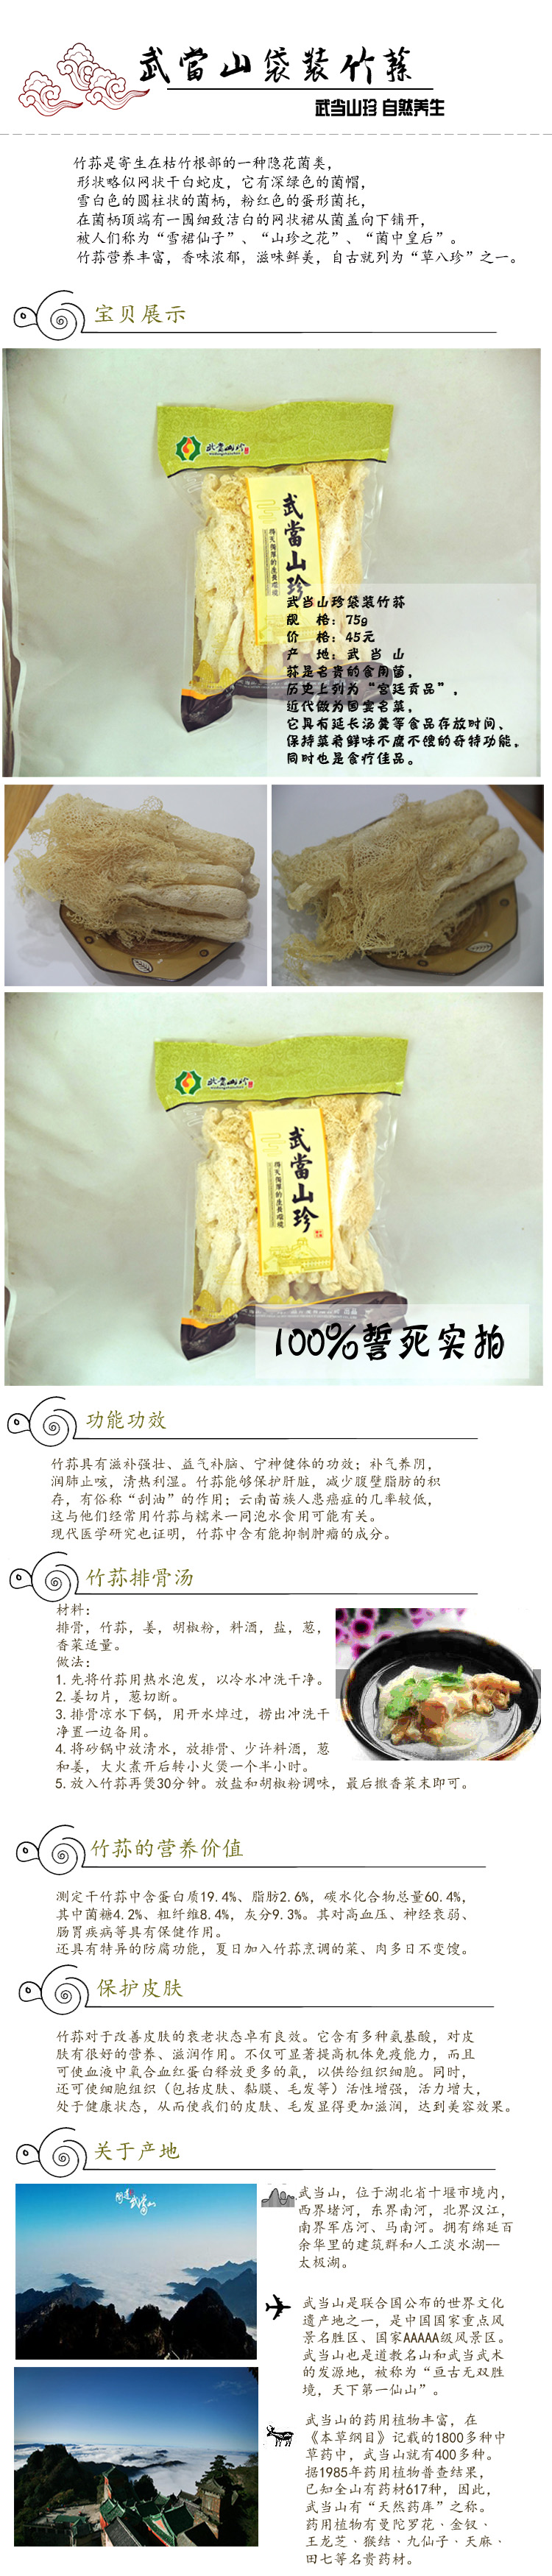 武當山袋裝竹蓀
武当山珍 自然养生
竹荪是寄生在枯竹根部的一种隐花菌类，
形状略似网状干白蛇皮，它有深绿色的菌帽，
雪白色的圆柱状的菌柄，粉红色的蛋形菌托，
在菌柄顶端有一围细致洁白的网状裙从菌盖向下铺开，
被人们称为“雪裙仙子”、“山珍之花”、“菌中皇后”。
竹荪营养丰富，香味浓郁，滋味鲜美，自古就列为“草八珍”之一。
宝贝展示
武當山珍
武当山珍袋装竹荪
规 格：75g
价 格：45元
产 地：武 当 山
荪是名贵的食用菌，
历史上列为“宫廷贡品”，
近代做为国宴名菜，
它具有延长汤羹等食品存放时间、
保持菜肴鲜味不腐不馊的奇特功能，
同时也是食疗佳品。
武當山珍
100%誓死实拍
功能功效
竹荪具有滋补强壮、益气补脑、宁神健体的功效；补气养阴，
润肺止咳，清热利湿。竹荪能够保护肝脏，减少腹壁脂肪的积
存，有俗称“刮油”的作用；云南苗族人患癌症的几率较低，
这与他们经常用竹荪与糯米一同泡水食用可能有关。
现代医学研究也证明，竹荪中含有能抑制肿瘤的成分。
竹荪排骨汤
材料：
排骨，竹荪，姜，胡椒粉，料酒，盐，葱，
香菜适量。
做法：
1.先将竹荪用热水泡发，以冷水冲洗干净。
2.姜切片，葱切断。
3.排骨凉水下锅，用开水焯过，捞出冲洗干
净置一边备用。
4.将砂锅中放清水，放排骨、少许料酒，葱
和姜，大火煮开后转小火煲一个半小时。
5.放入竹荪再煲30分钟。放盐和胡椒粉调味，最后撒香菜末即可。
竹荪的营养价值
测定干竹荪中含蛋白质19.4%、脂肪2.6%，碳水化合物总量60.4%，
其中菌糖4.2%、粗纤维8.4%，灰分9.3%。其对高血压、神经衰弱、
肠胃疾病等具有保健作用。
还具有特异的防腐功能，夏日加入竹荪烹调的菜、肉多日不变馊。
保护皮肤
竹荪对于改善皮肤的衰老状态卓有良效。它含有多种氨基酸，对皮
肤有很好的营养、滋润作用。不仅可显著提高机体免疫能力，而且
可使血液中氧合血红蛋白释放更多的氧，以供给组织细胞。同时，
还可使细胞组织（包括皮肤、黏膜、毛发等）活性增强，活力增大，
处于健康状态，从而使我们的皮肤、毛发显得更加滋润，达到美容效果。
关于产地
问道武当山
武当山，位于湖北省十堰市境内，
西界堵河，东界南河，北界汉江，
南界军店河、马南河。拥有绵延百
余华里的建筑群和人工淡水湖--
太极湖。
武当山是联合国公布的世界文化
遗产地之一，是中国国家重点风
景名胜区、国家AAAAA级风景区。
武当山也是道教名山和武当武术
的发源地，被称为“亘古无双胜
境，天下第一仙山”。
武当山的药用植物丰富，在
《本草纲目》记载的1800多种中
草药中，武当山就有400多种。
据1985年药用植物普查结果，
已知全山有药材617种，因此，
武当山有“天然药库”之称。
药用植物有曼陀罗花﹑金钗﹑
王龙芝﹑猴结﹑九仙子﹑天麻﹑
田七等名贵药材。